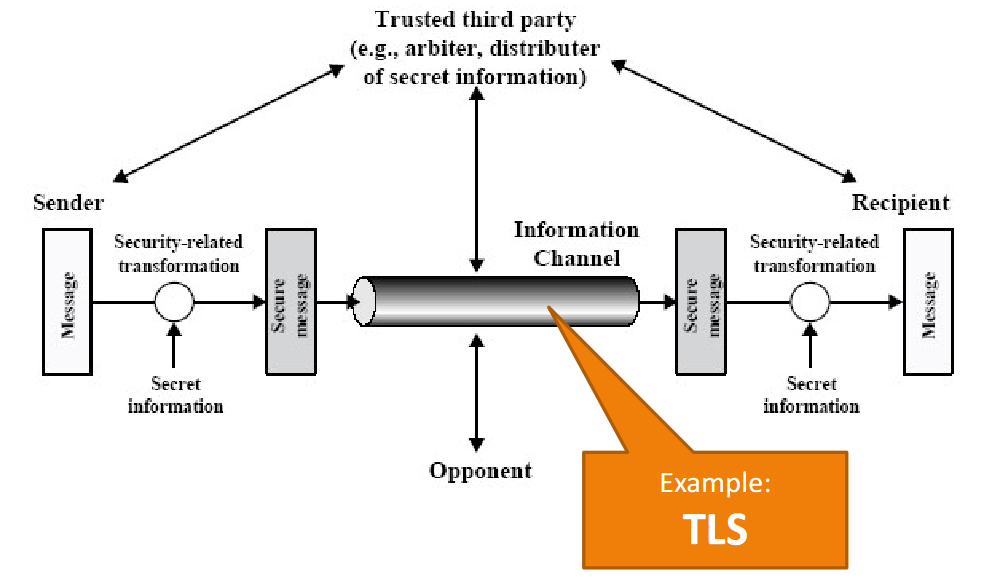 Trusted third party
(e.g., arbiter, distributer
of secret information)
Sender
Recipient
Information
Channel
Security-related
transformation
Security-related
transformation
Message
Secure
message
Secure
message
Message
Secret
information
Secret
information
Opponent
Example:
TLS